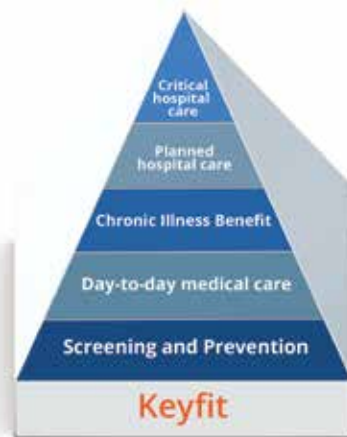 Critical
hospital
care
Planned
hospital care
Chronic Illness Benefit
Day-to-day medical care
Screening and Prevention
Keyfit